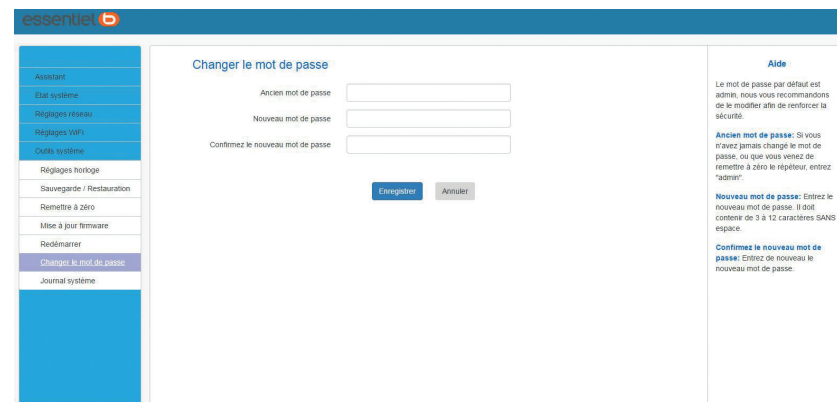 essentiel b
Assistant
Etat système
Réglages réseau
Réglages WiFi
Outils système
Réglages horloge
Sauvegarde / Restauration
Remettre à zéro
Mise à jour firmware
Redémarrer
Changer le mot de passe
Journal système
Changer le mot de passe
Ancien mot de passe
Nouveau mot de passe
Confirmez le nouveau mot de passe
Enregistrer Annuler
Aide
Le mot de passe par défaut est
admin, nous vous recommandons
de le modifier afin de renforcer la
sécurité.
Ancien mot de passe: Si vous
n'avez jamais changé le mot de
passe, ou que vous venez de
remettre à zéro le répéteur, entrez
"admin".
Nouveau mot de passe: Entrez le
nouveau mot de passe. Il doit
contenir de 3 à 12 caractères SANS
espace.
Confirmez le nouveau mot de
passe: Entrez de nouveau le
nouveau mot de passe.